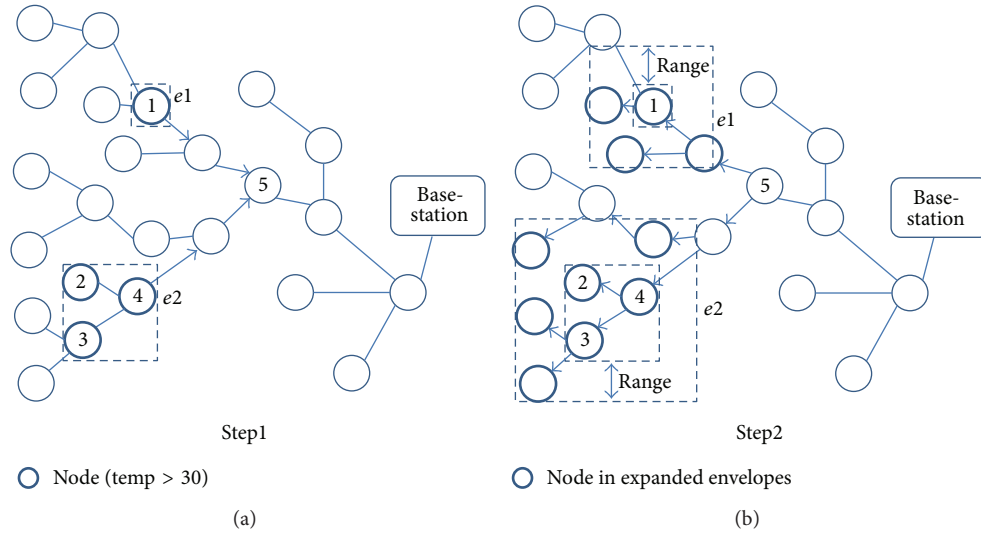 1
e1
5
Base-
station
2
4
e2
3
Step1
Node (temp > 30)
(a)
Range
1
e1
5
Base-
station
2
4
e2
3
Range
Step2
Node in expanded envelopes
(b)